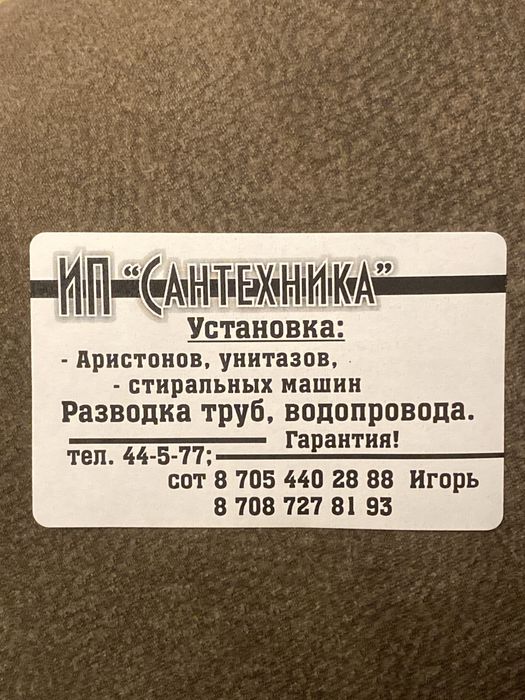 ИП "САНТЕХНИКА"
Установка:
- Аристонов, унитазов,
- стиральных машин
Разводка труб, водопровода.
Гарантия!
тел. 44-5-77;
сот 8 705 440 28 88 Игорь
8 708 727 81 93